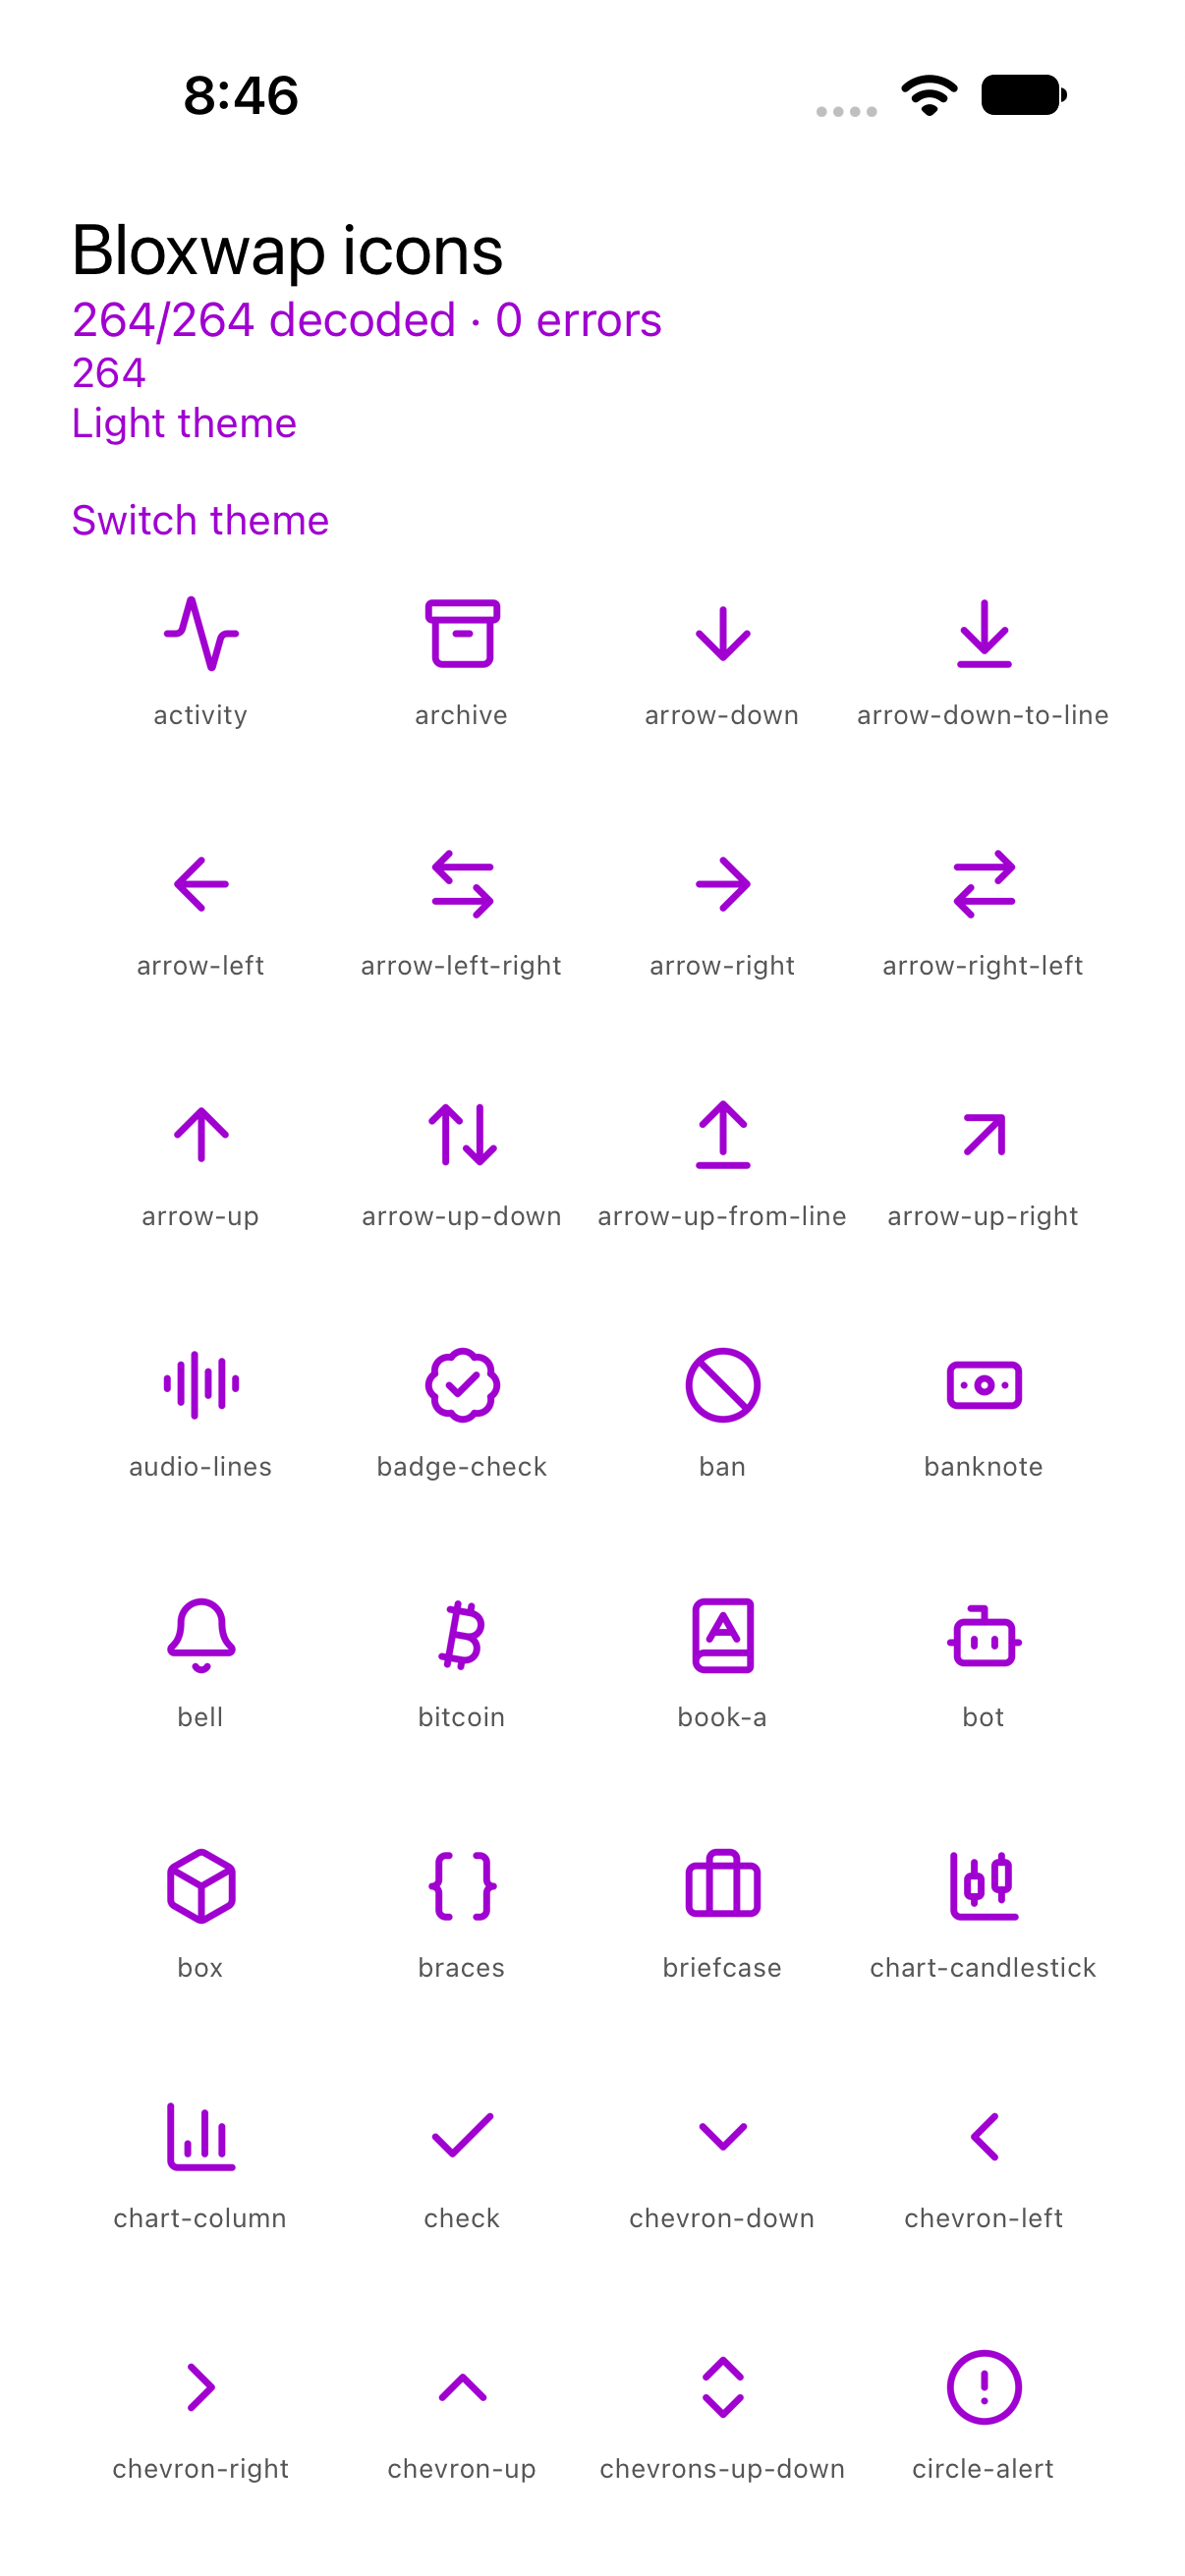 8:46
Bloxwap icons
264/264 decoded · 0 errors
264
Light theme
Switch theme
activity archive arrow-down arrow-down-to-line
arrow-left arrow-left-right arrow-right arrow-right-left
arrow-up arrow-up-down arrow-up-from-line arrow-up-right
audio-lines badge-check ban banknote
bell bitcoin book-a bot
box braces briefcase chart-candlestick
chart-column check chevron-down chevron-left
chevron-right chevron-up chevrons-up-down circle-alert